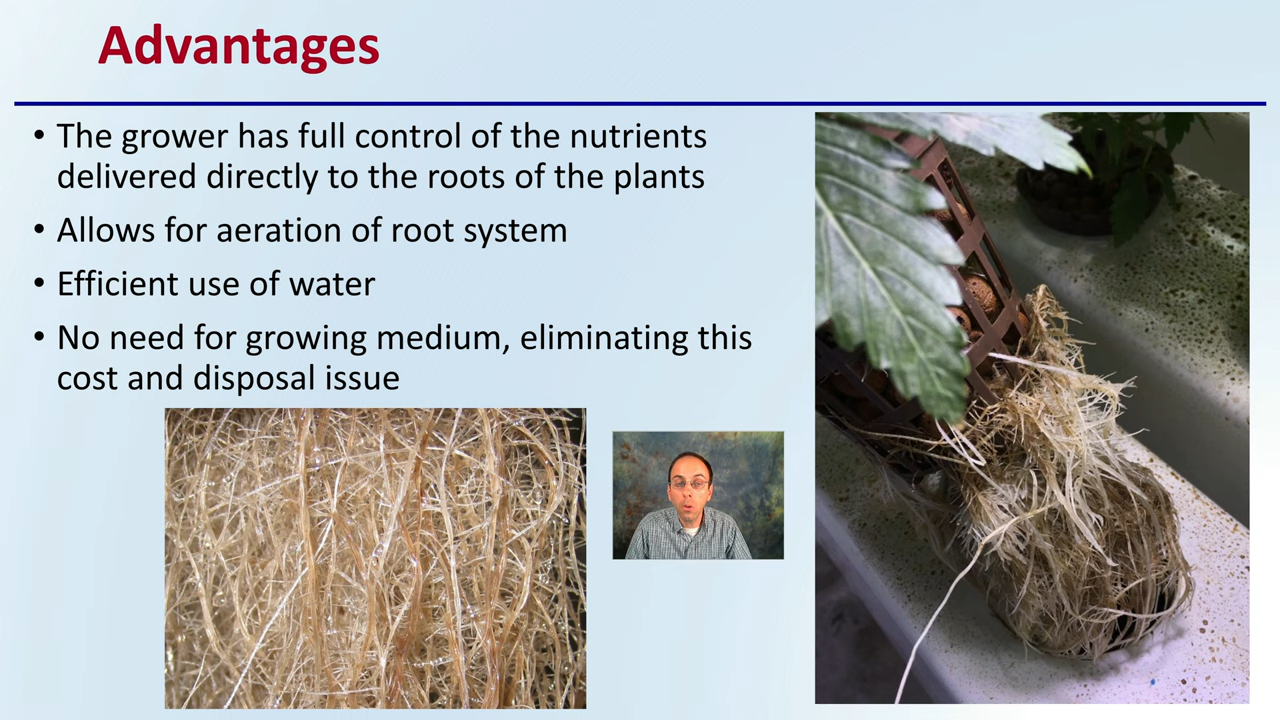 Advantages
• The grower has full control of the nutrients
delivered directly to the roots of the plants
• Allows for aeration of root system
• Efficient use of water
• No need for growing medium, eliminating this
cost and disposal issue